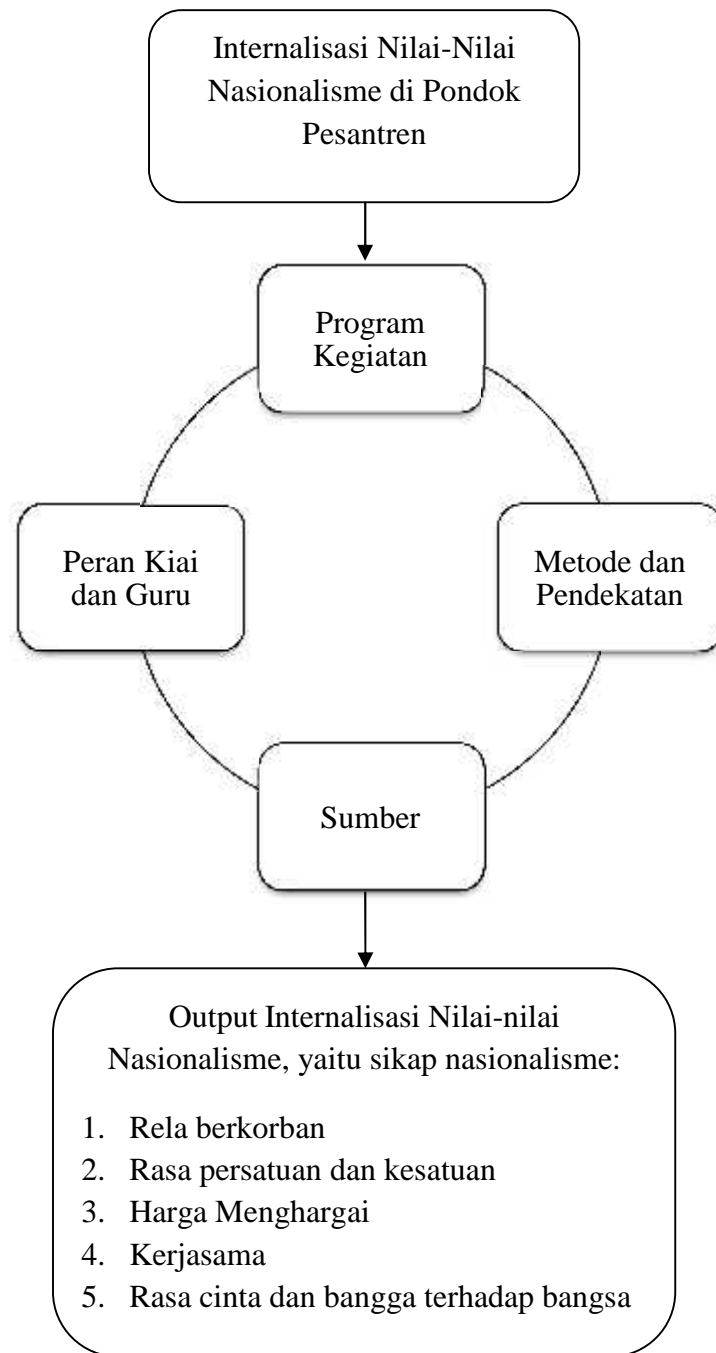 Internalisasi Nilai-Nilai
Nasionalisme di Pondok
Pesantren
Program
Kegiatan
Peran Kiai
dan Guru
Metode dan
Pendekatan
Sumber
Output Internalisasi Nilai-nilai
Nasionalisme, yaitu sikap nasionalisme:
1. Rela berkorban
2. Rasa persatuan dan kesatuan
3. Harga Menghargai
4. Kerjasama
5. Rasa cinta dan bangga terhadap bangsa